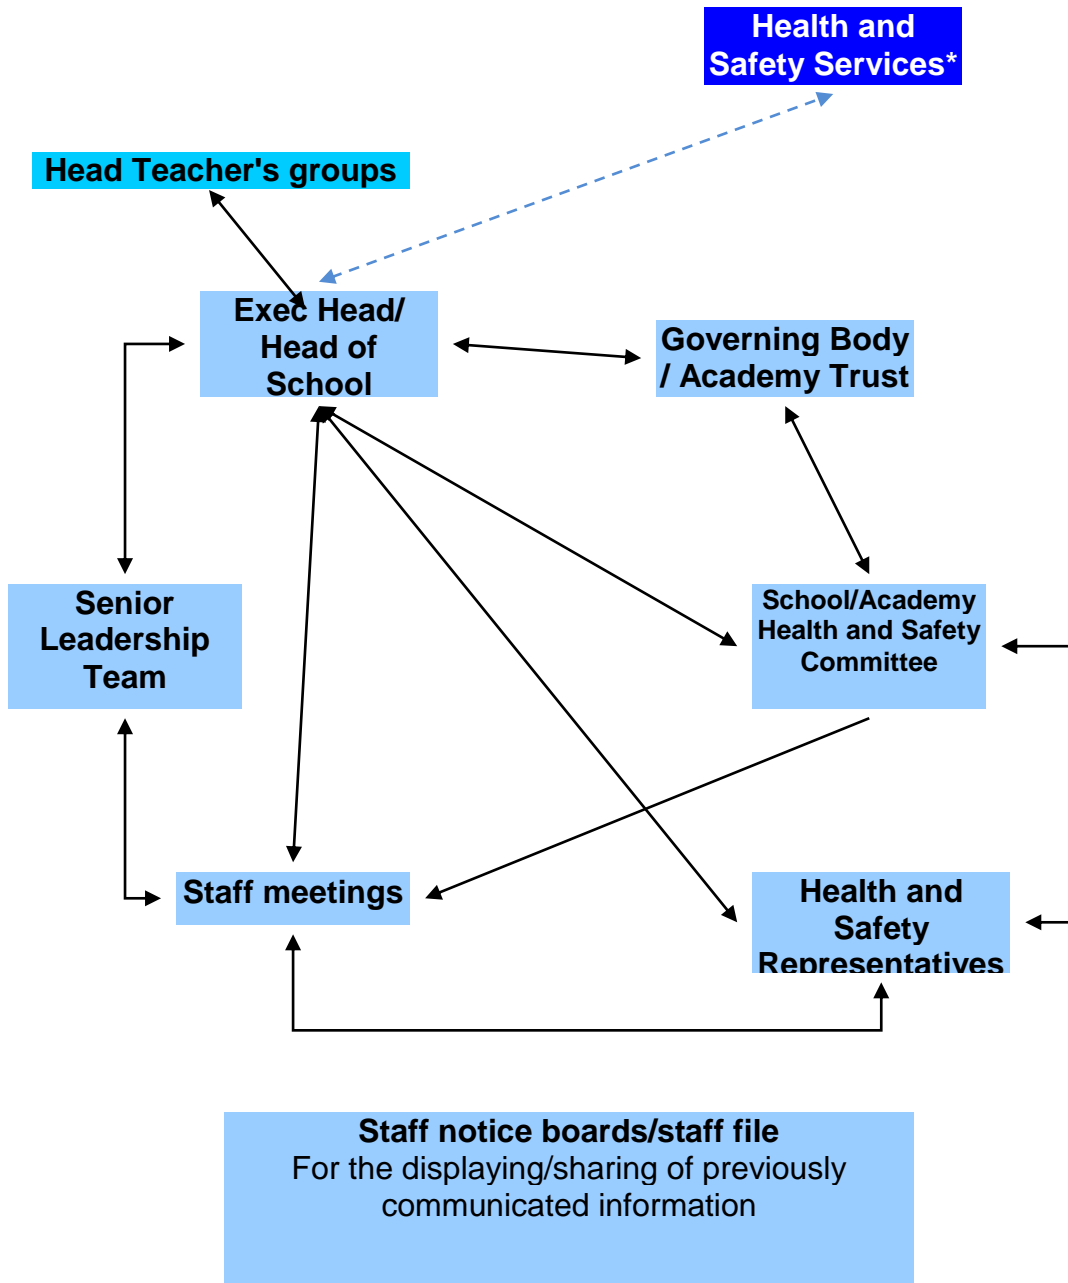 Health and
Safety Services*
Head Teacher's groups
Exec Head/
Head of
School
Governing Body
/ Academy Trust
Senior
Leadership
Team
School/Academy
Health and Safety
Committee
Staff meetings
Health and
Safety
Representatives
Staff notice boards/staff file
For the displaying/sharing of previously
communicated information